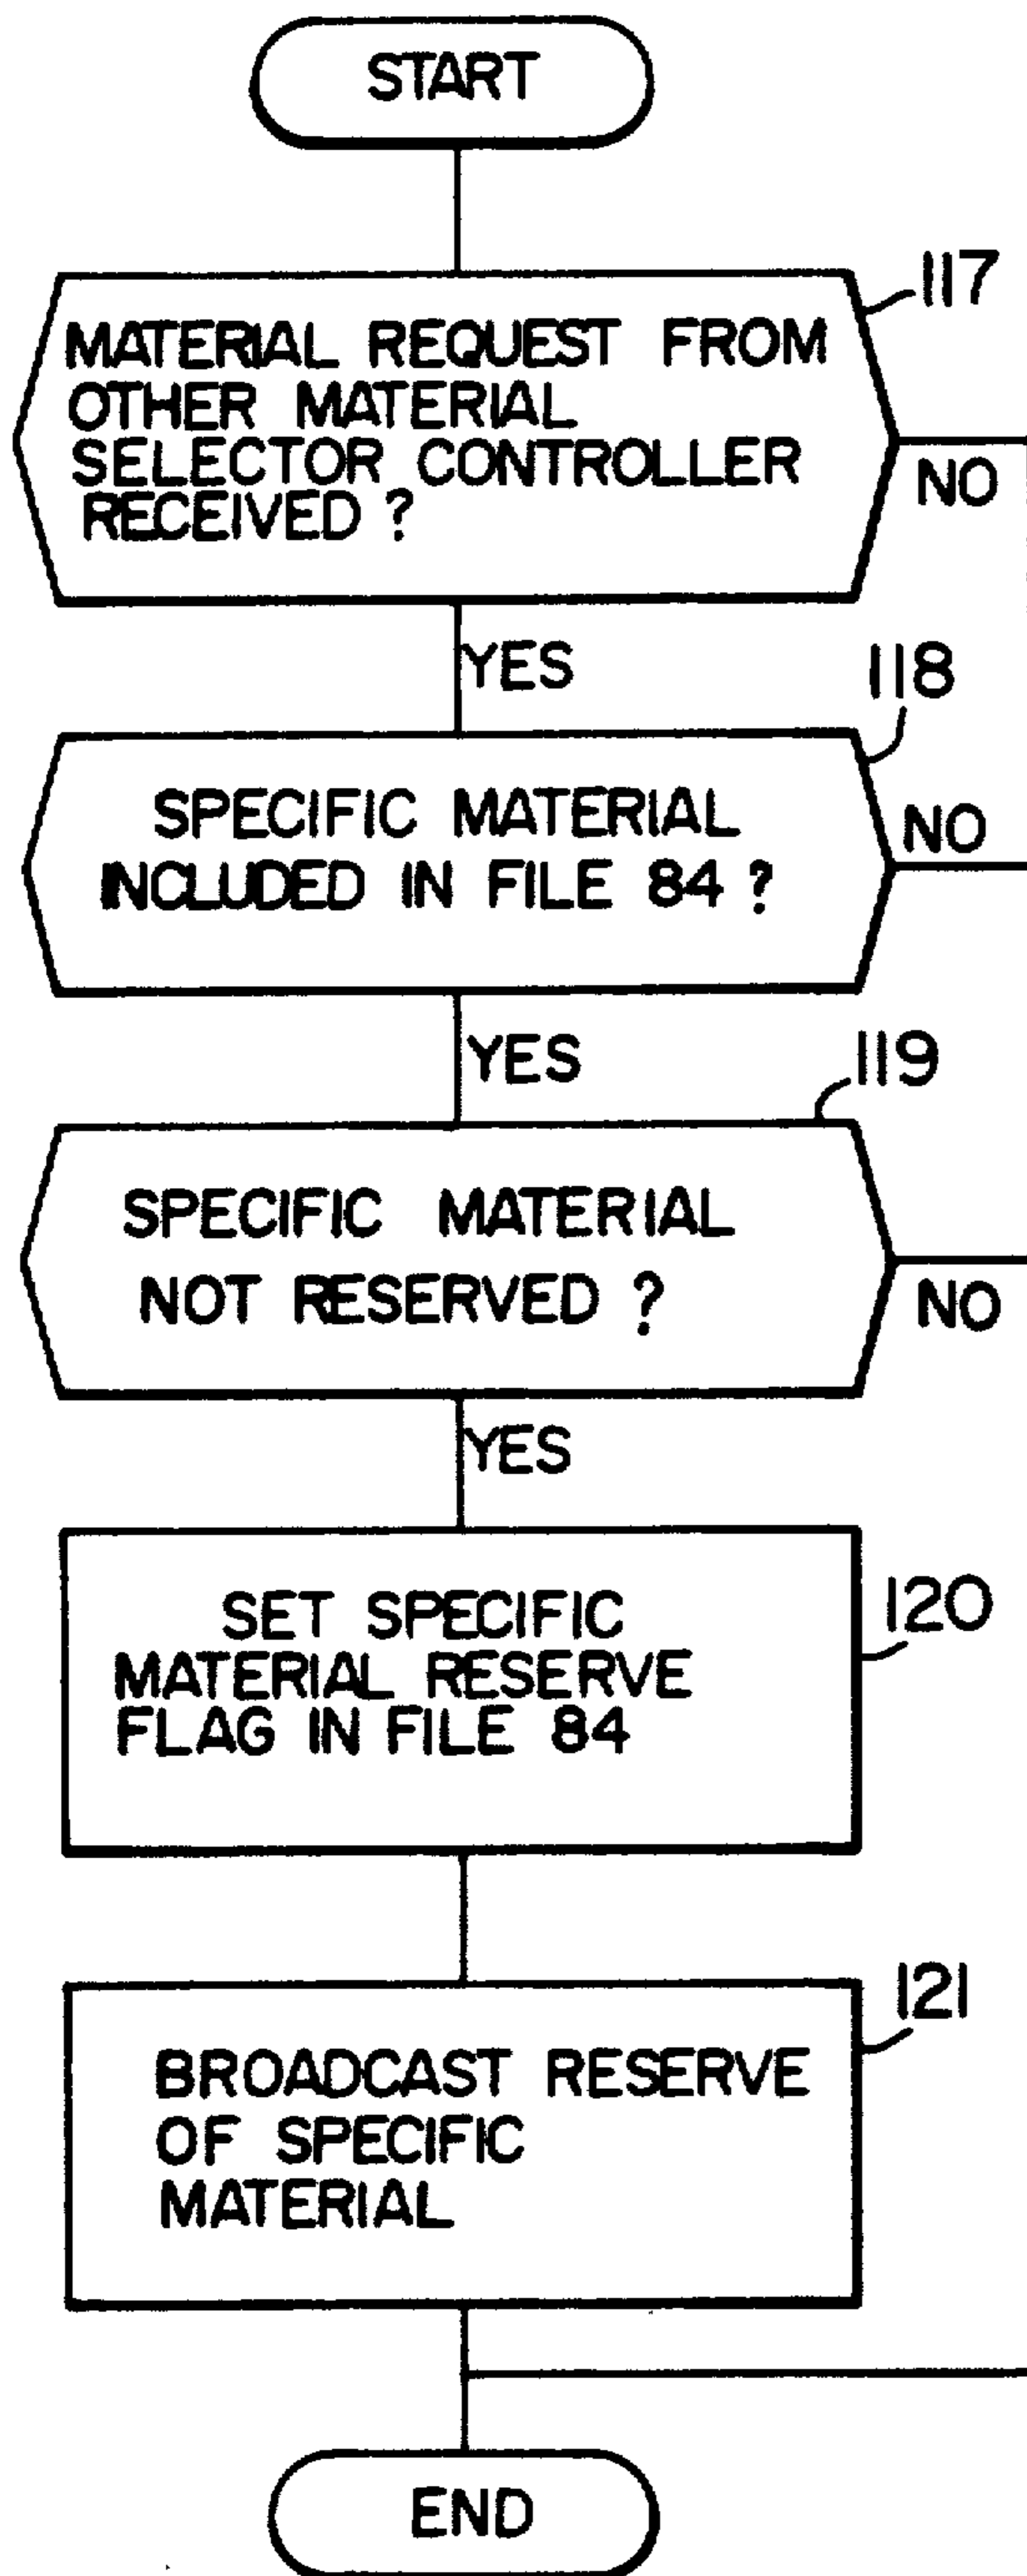 START
117
MATERIAL REQUEST FROM
OTHER MATERIAL
SELECTOR CONTROLLER
RECEIVED ?
NO
YES
118
SPECIFIC MATERIAL
INCLUDED IN FILE 84 ?
NO
YES
119
SPECIFIC MATERIAL
NOT RESERVED ?
NO
YES
120
SET SPECIFIC
MATERIAL RESERVE
FLAG IN FILE 84
121
BROADCAST RESERVE
OF SPECIFIC
MATERIAL
END